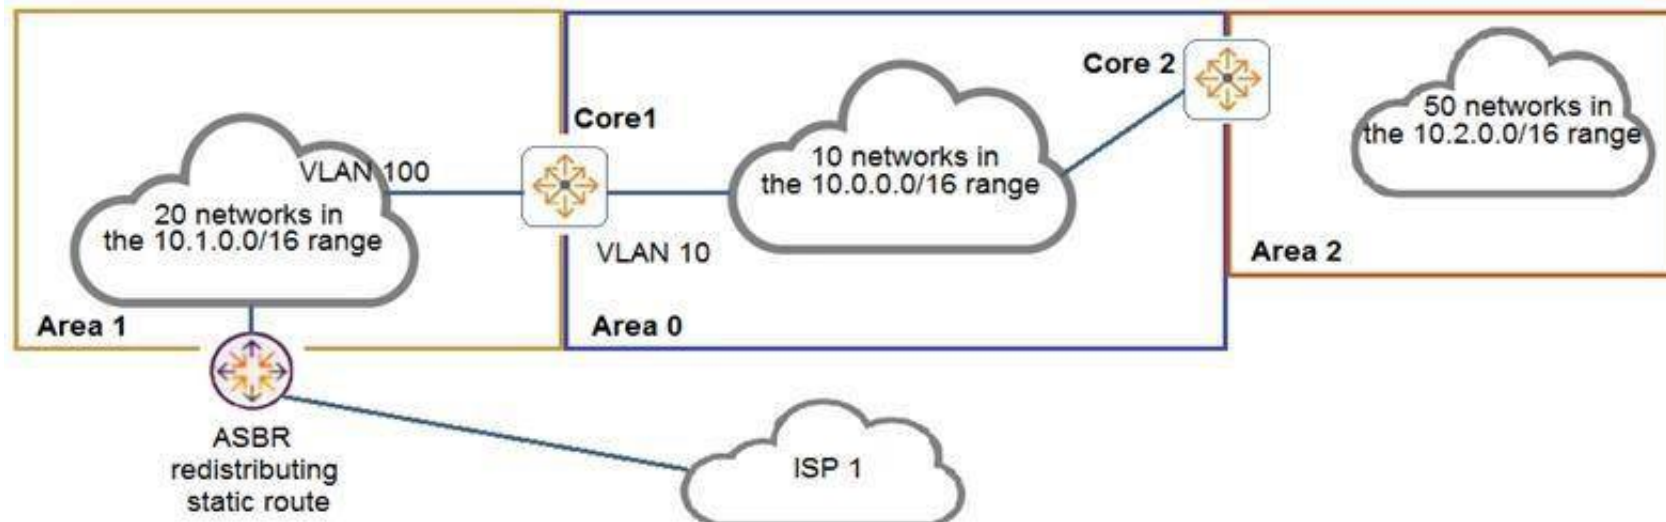 Core 2
50 networks in
the 10.2.0.0/16 range
Core1
VLAN 100
10 networks in
the 10.0.0.0/16 range
20 networks in
the 10.1.0.0/16 range
VLAN 10
Area 2
Area 1
Area 0
ASBR
redistributing
static route
ISP 1